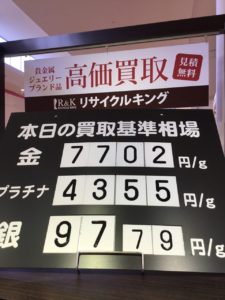 貴金属
ジュエリー
ブランド品
高価買取
見積
無料
R&K
リサイクルキング
本日の買取基準相場
金 7702 円/g
プラチナ 4355 円/g
銀 97 79 円/g